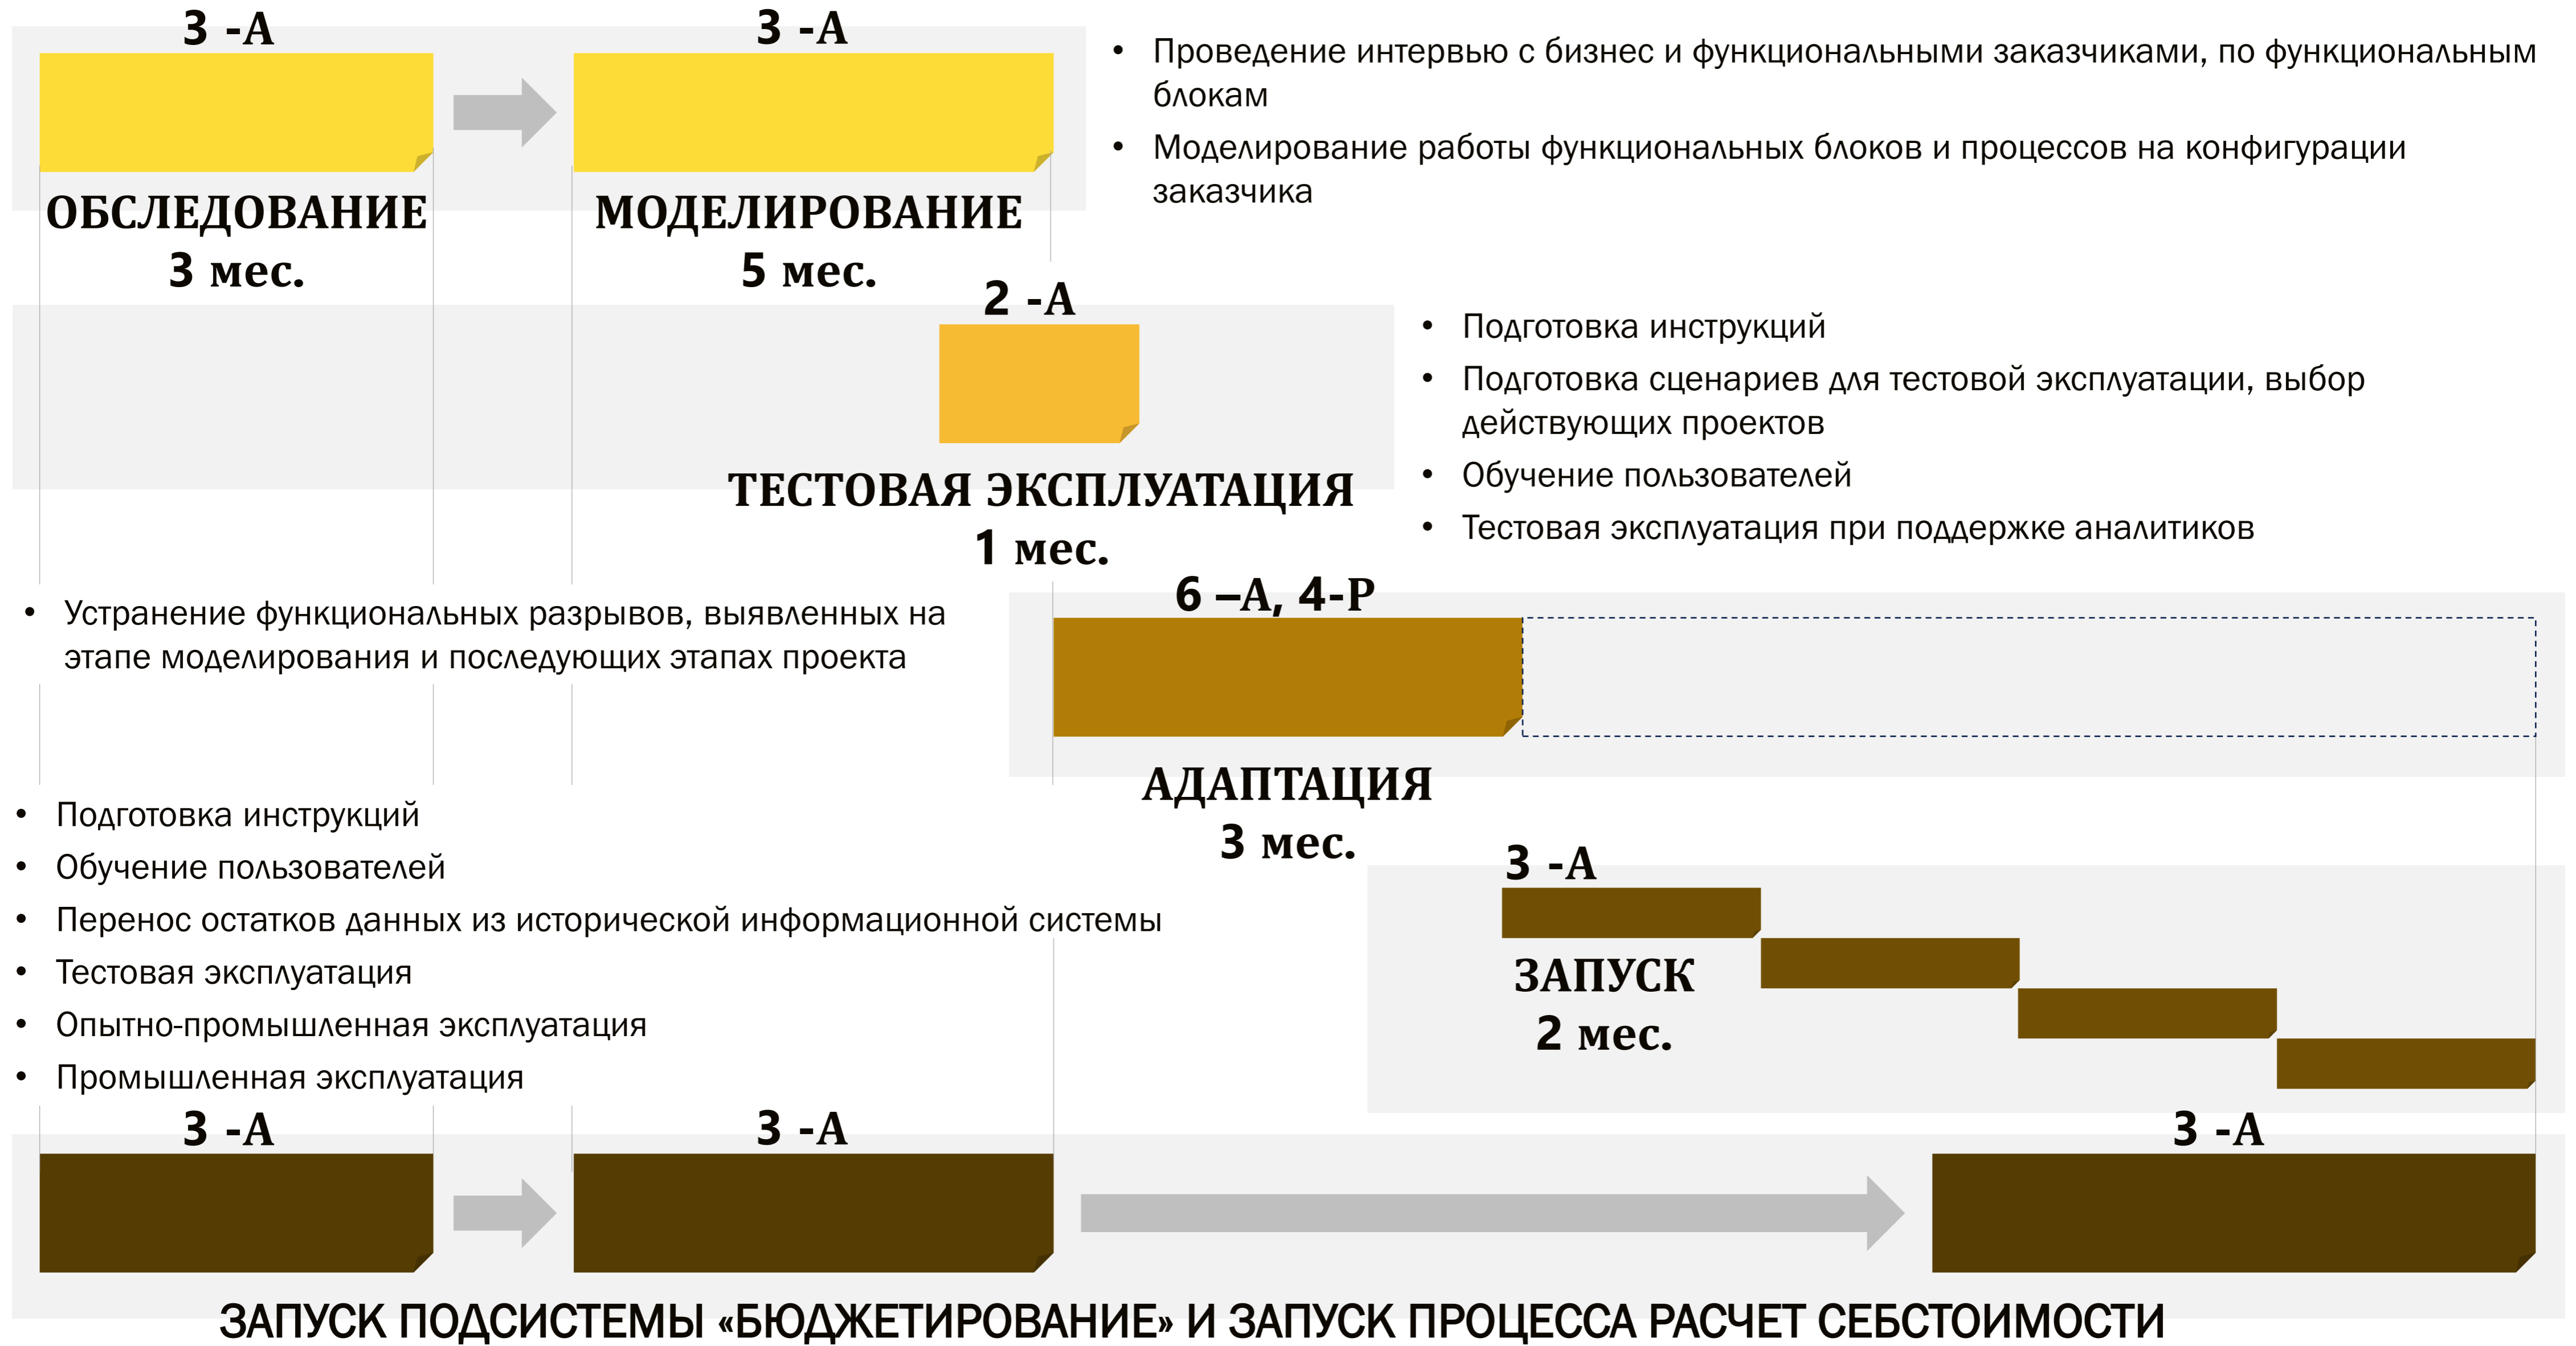 3 -А
3 -А
• Проведение интервью с бизнес и функциональными заказчиками, по функциональным
блокам
• Моделирование работы функциональных блоков и процессов на конфигурации
заказчика
ОБСЛЕДОВАНИЕ
3 мес.
МОДЕЛИРОВАНИЕ
5 мес.
2 -А
ТЕСТОВАЯ ЭКСПЛУАТАЦИЯ
1 мес.
• Подготовка инструкций
• Подготовка сценариев для тестовой эксплуатации, выбор
действующих проектов
• Обучение пользователей
• Тестовая эксплуатация при поддержке аналитиков
• Устранение функциональных разрывов, выявленных на
этапе моделирования и последующих этапах проекта
6 –А, 4-Р
АДАПТАЦИЯ
3 мес.
• Подготовка инструкций
• Обучение пользователей
• Перенос остатков данных из исторической информационной системы
• Тестовая эксплуатация
• Опытно-промышленная эксплуатация
• Промышленная эксплуатация
3 -А
ЗАПУСК
2 мес.
3 -А
3 -А
3 -А
ЗАПУСК ПОДСИСТЕМЫ «БЮДЖЕТИРОВАНИЕ» И ЗАПУСК ПРОЦЕССА РАСЧЕТ СЕБСТОИМОСТИ